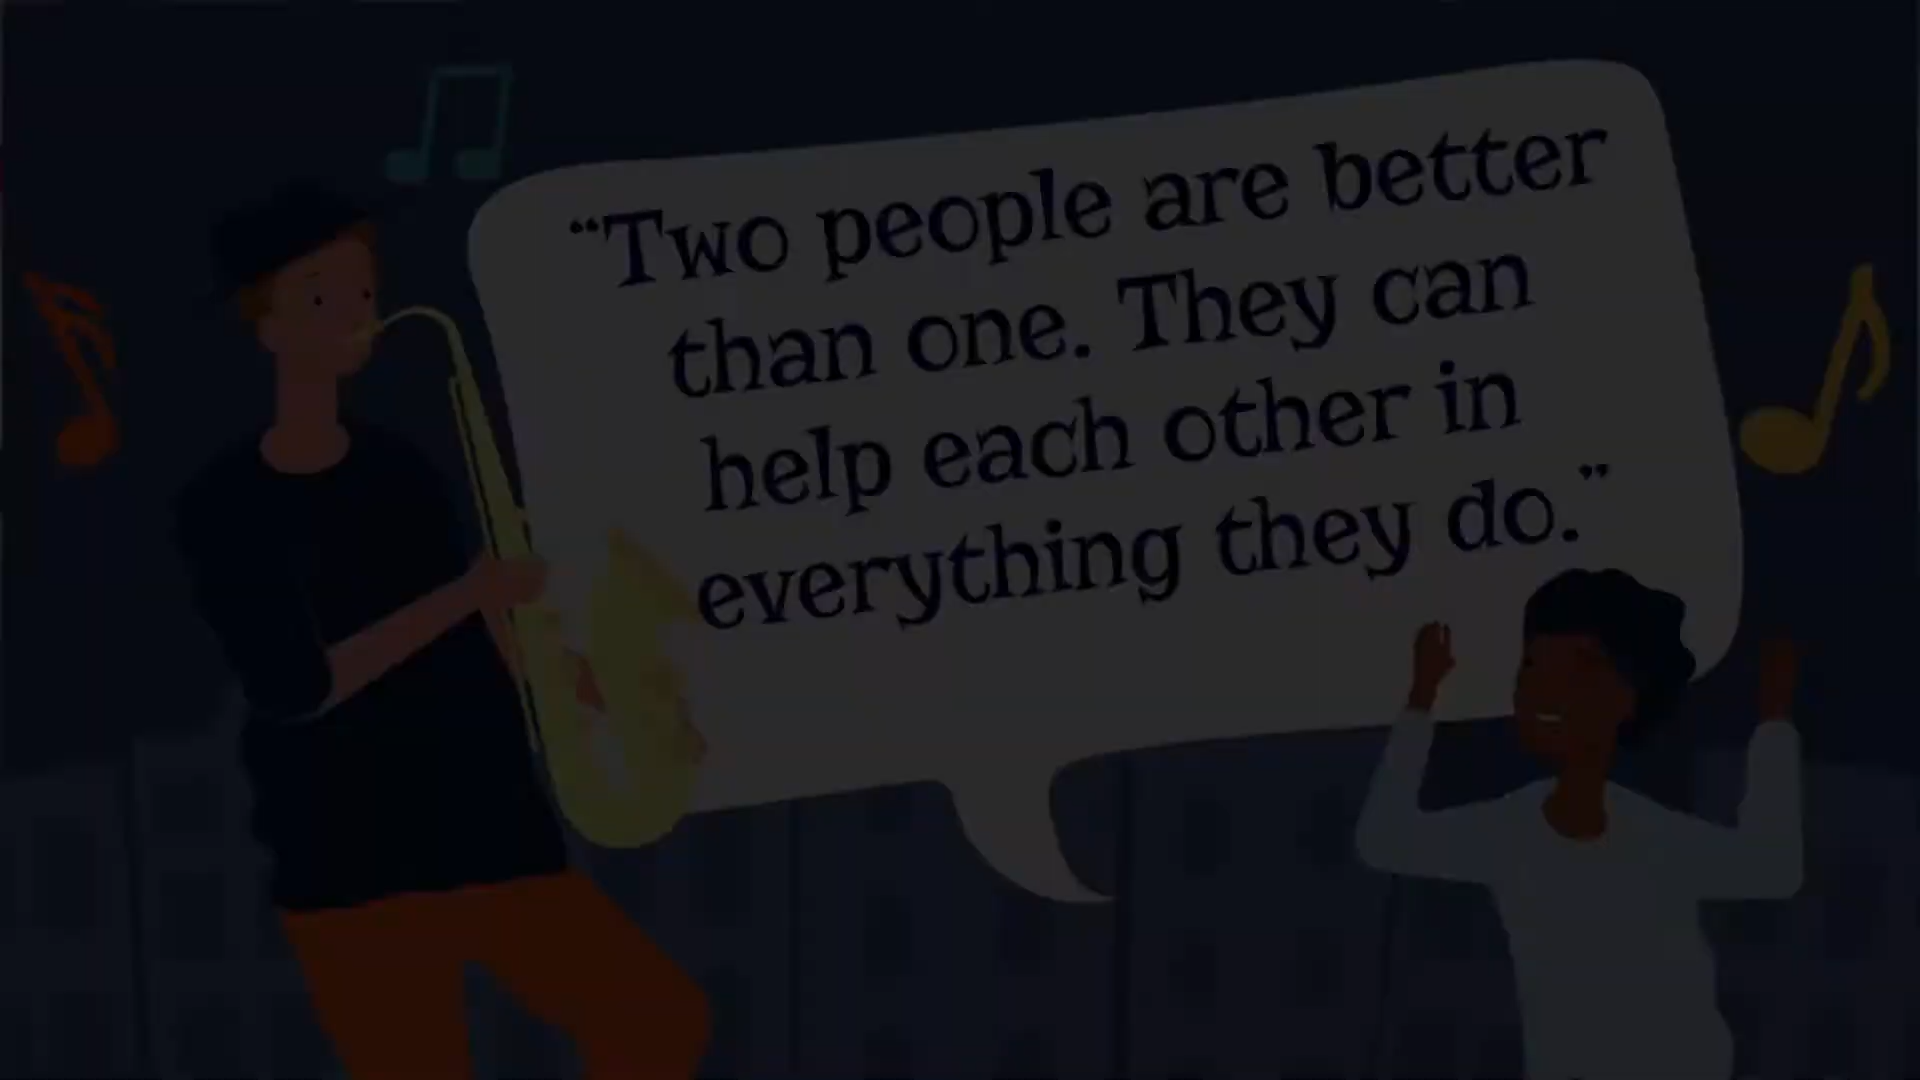 “Two people are better
than one. They can
help each other in
everything they do.”